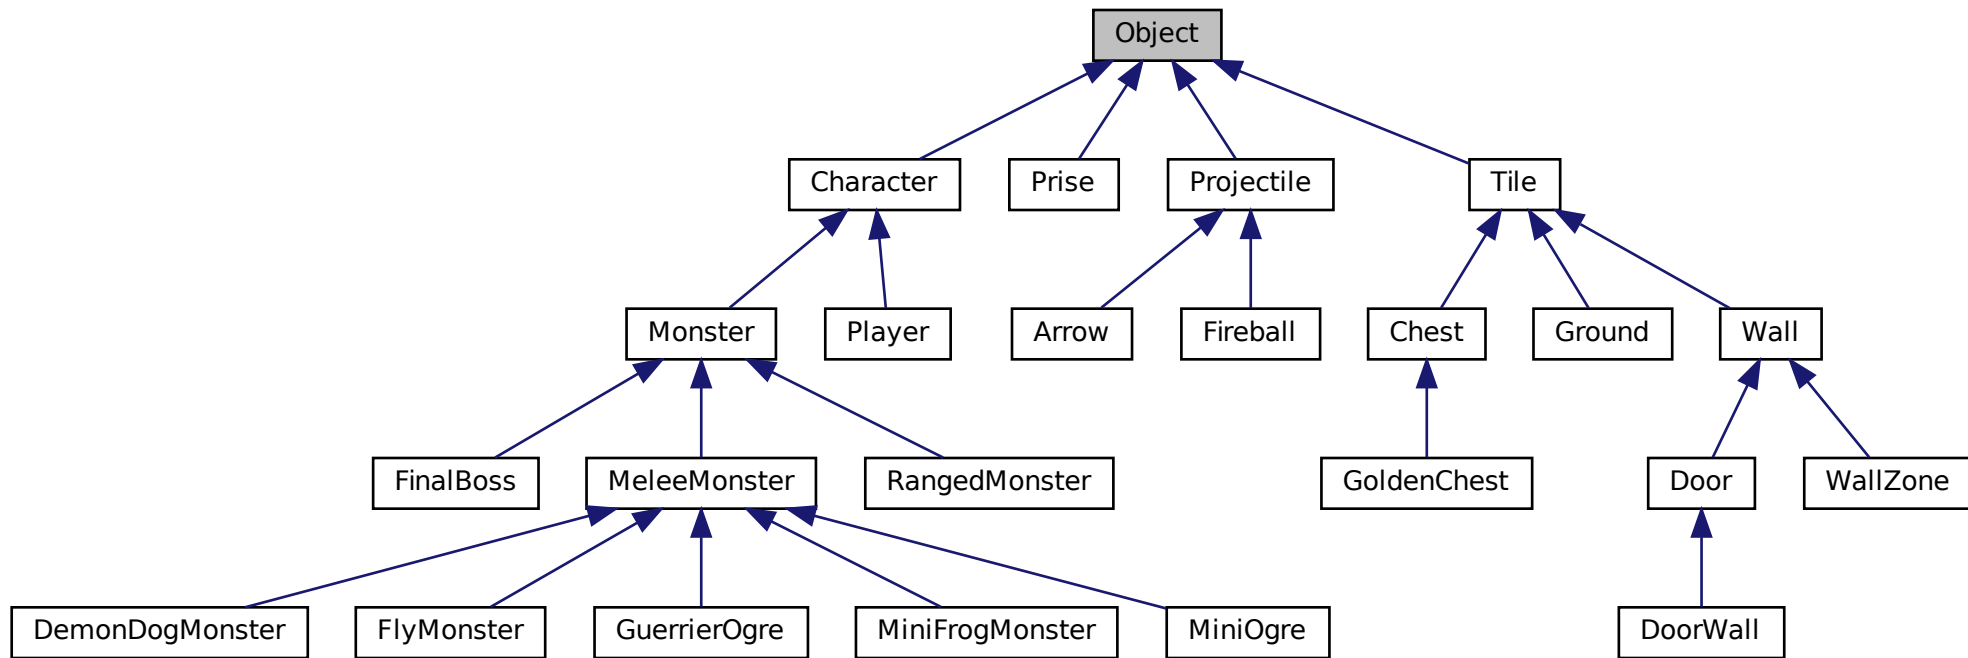 Object
Character
Prise
Projectile
Tile
Monster
Player
Arrow
Fireball
Chest
Ground
Wall
FinalBoss
MeleeMonster
RangedMonster
GoldenChest
Door
WallZone
DemonDogMonster
FlyMonster
GuerrierOgre
MiniFrogMonster
MiniOgre
DoorWall